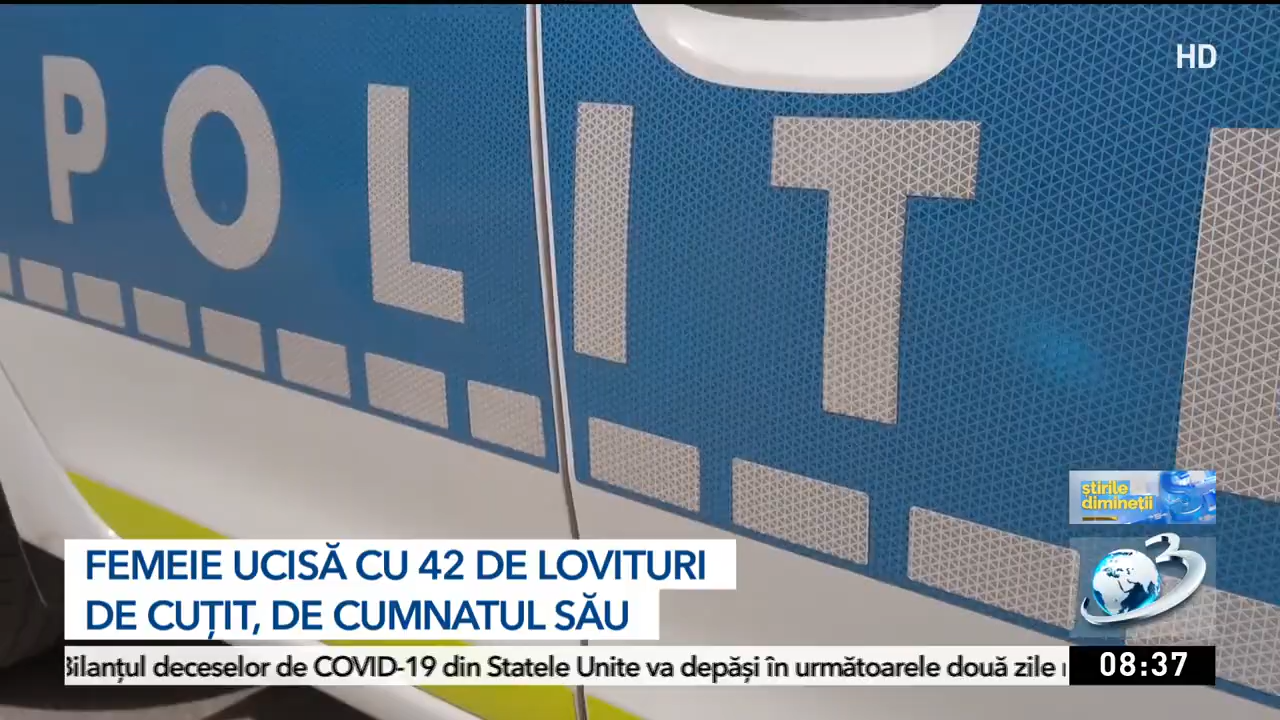 HD
POLIT
știrile
dimineții
3
FEMEIE UCISĂ CU 42 DE LOVITURI
DE CUȚIT, DE CUMNATUL SĂU
Bilanțul deceselor de COVID-19 din Statele Unite va depăși în următoarele două zile
08:37